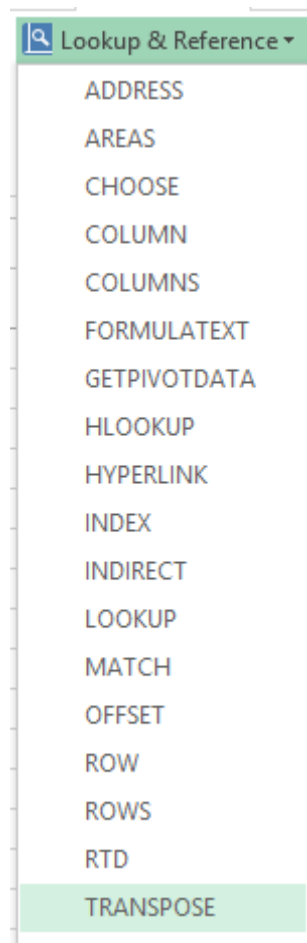 Lookup & Reference
ADDRESS
AREAS
CHOOSE
COLUMN
COLUMNS
FORMULATEXT
GETPIVOTDATA
HLOOKUP
HYPERLINK
INDEX
INDIRECT
LOOKUP
MATCH
OFFSET
ROW
ROWS
RTD
TRANSPOSE